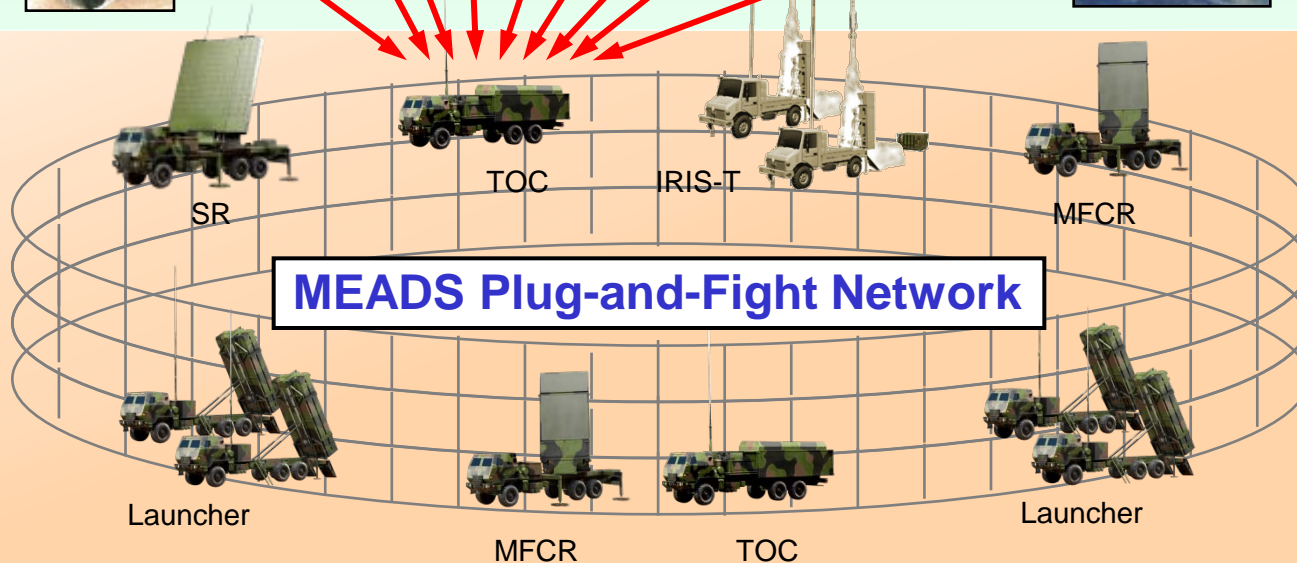 TOC
IRIS-T
SR
MFCR
MEADS Plug-and-Fight Network
Launcher
Launcher
MFCR
TOC